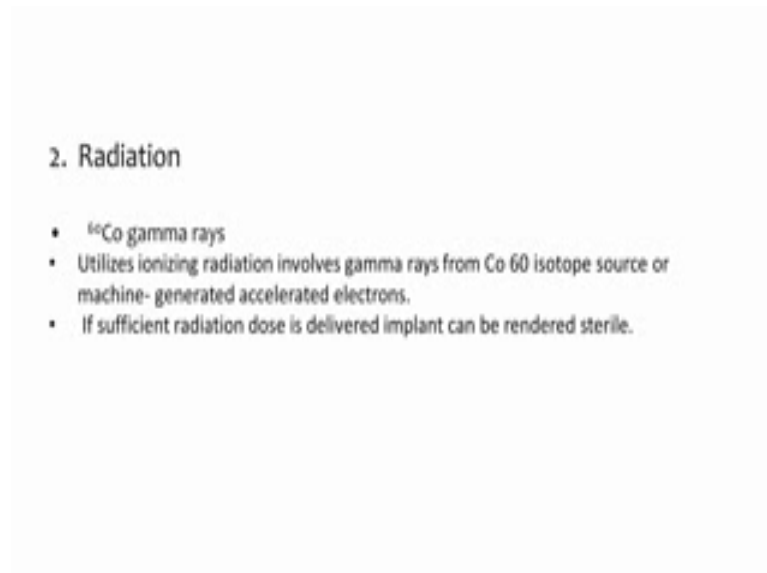 2. Radiation
• ⁶⁰Co gamma rays
• Utilizes ionizing radiation involves gamma rays from Co 60 isotope source or
machine- generated accelerated electrons.
• If sufficient radiation dose is delivered implant can be rendered sterile.